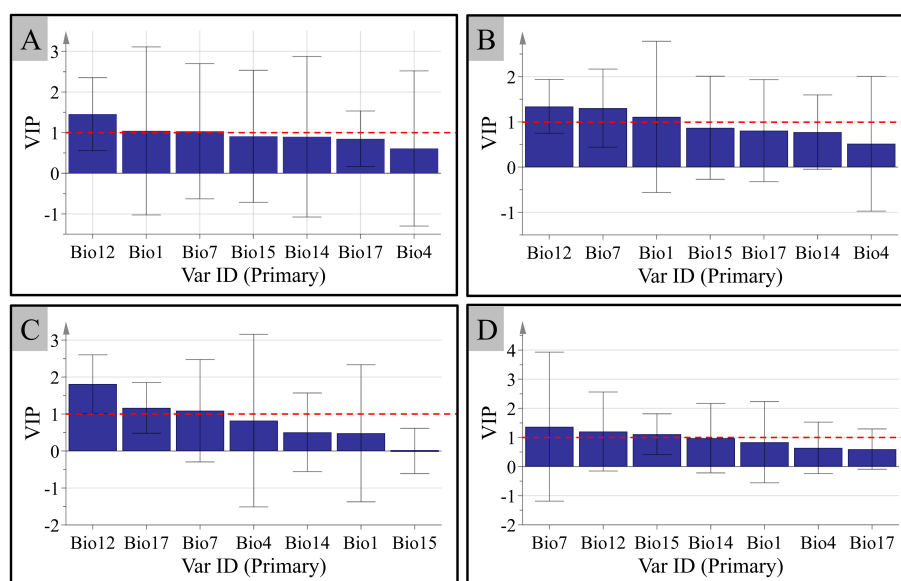 A
VIP
3
2
1
0
-1
Bio12 Bio1 Bio7 Bio15 Bio14 Bio17 Bio4
Var ID (Primary)
B
VIP
2
1
0
-1
Bio12 Bio7 Bio1 Bio15 Bio17 Bio14 Bio4
Var ID (Primary)
C
VIP
3
2
1
0
-1
-2
Bio12 Bio17 Bio7 Bio4 Bio14 Bio1 Bio15
Var ID (Primary)
D
VIP
4
3
2
1
0
-1
-2
Bio7 Bio12 Bio15 Bio14 Bio1 Bio4 Bio17
Var ID (Primary)